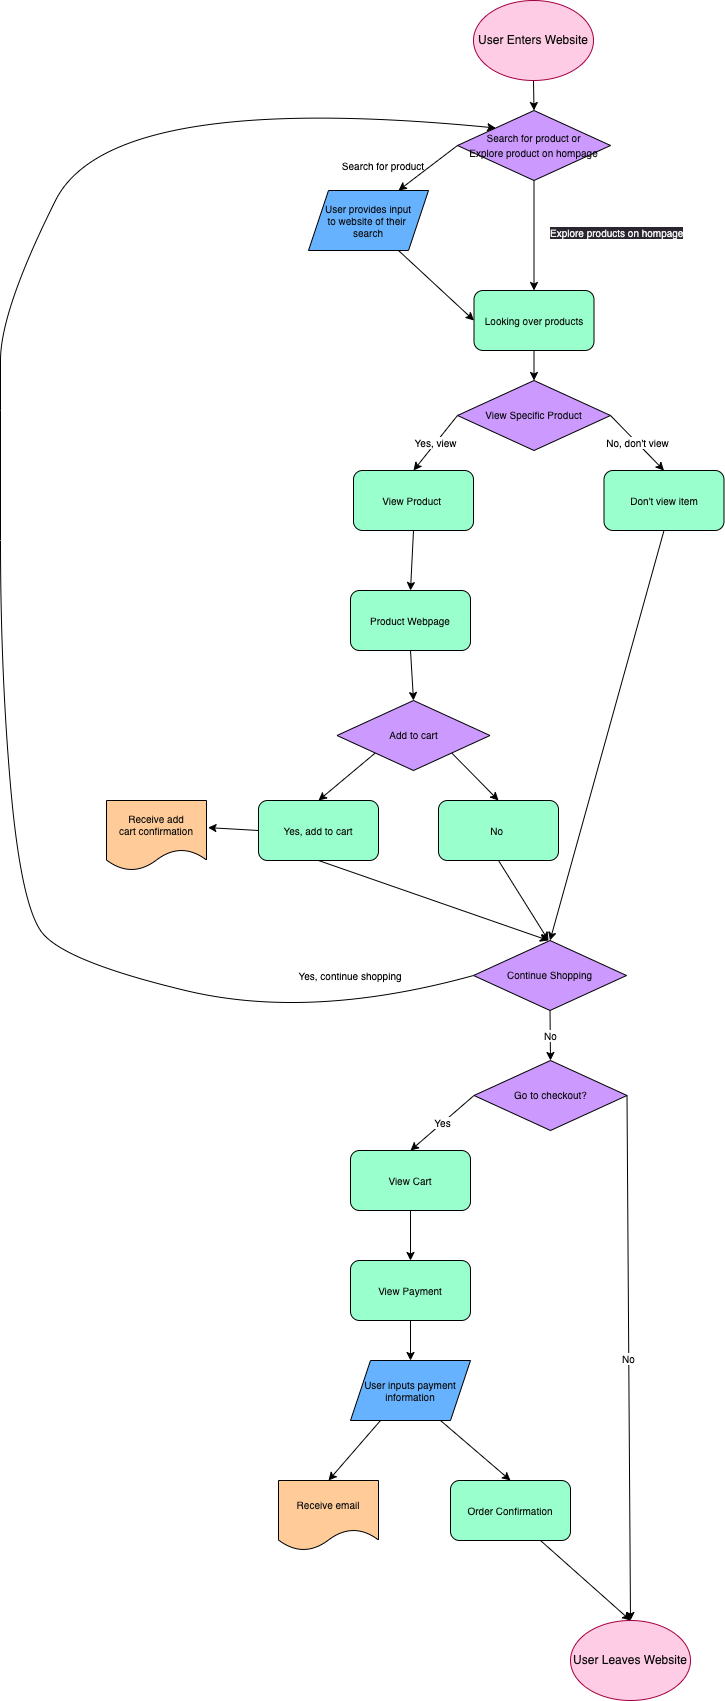 User Enters Website
Search for product or
Explore product on hompage
Search for product
User provides input
to website of their
search
Explore products on hompage
Looking over products
View Specific Product
Yes, view
No, don't view
View Product
Don't view item
Product Webpage
Add to cart
Receive add
cart confirmation
Yes, add to cart
No
Yes, continue shopping
Continue Shopping
No
Go to checkout?
Yes
View Cart
View Payment
No
User inputs payment
information
Receive email
Order Confirmation
User Leaves Website